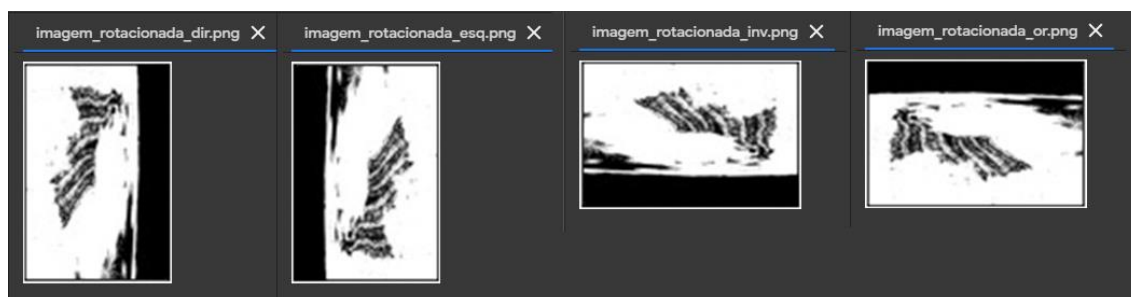 imagem_rotacionada_dir.png X
imagem_rotacionada_esq.png X
imagem_rotacionada_inv.png X
imagem_rotacionada_or.png X